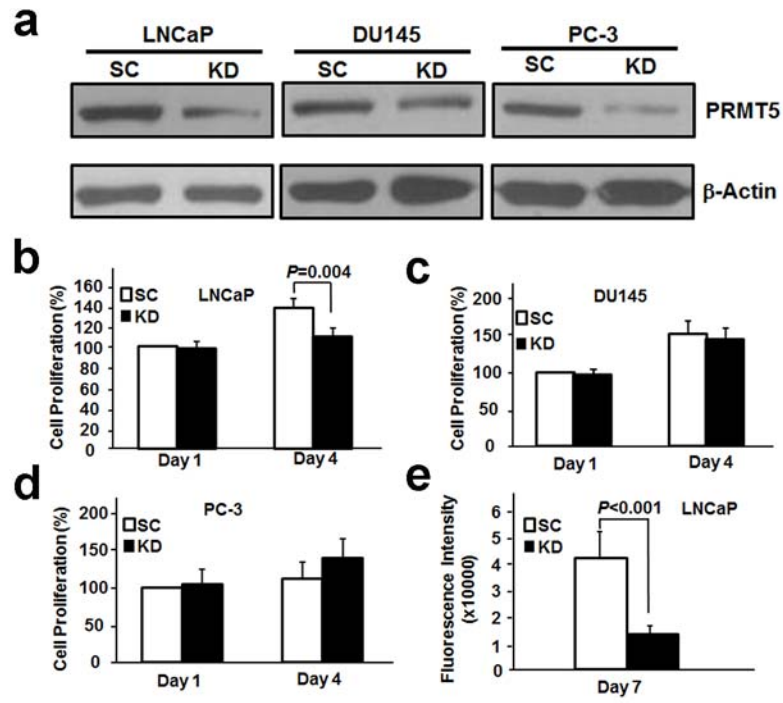 a
LNCaP DU145 PC-3
SC KD SC KD SC KD
PRMT5
β-Actin
b
Cell Proliferation (%)
160
140
120
100
80
60
40
20
0
SC
KD
LNCaP
P=0.004
Day 1 Day 4
c
Cell Proliferation (%)
200
150
100
50
0
SC
KD
DU145
Day 1 Day 4
d
Cell Proliferation (%)
200
150
100
50
0
SC
KD
PC-3
Day 1 Day 4
e
Fluorescence Intensity
(x10000)
6
5
4
3
2
1
0
SC
KD
P<0.001 LNCaP
Day 7